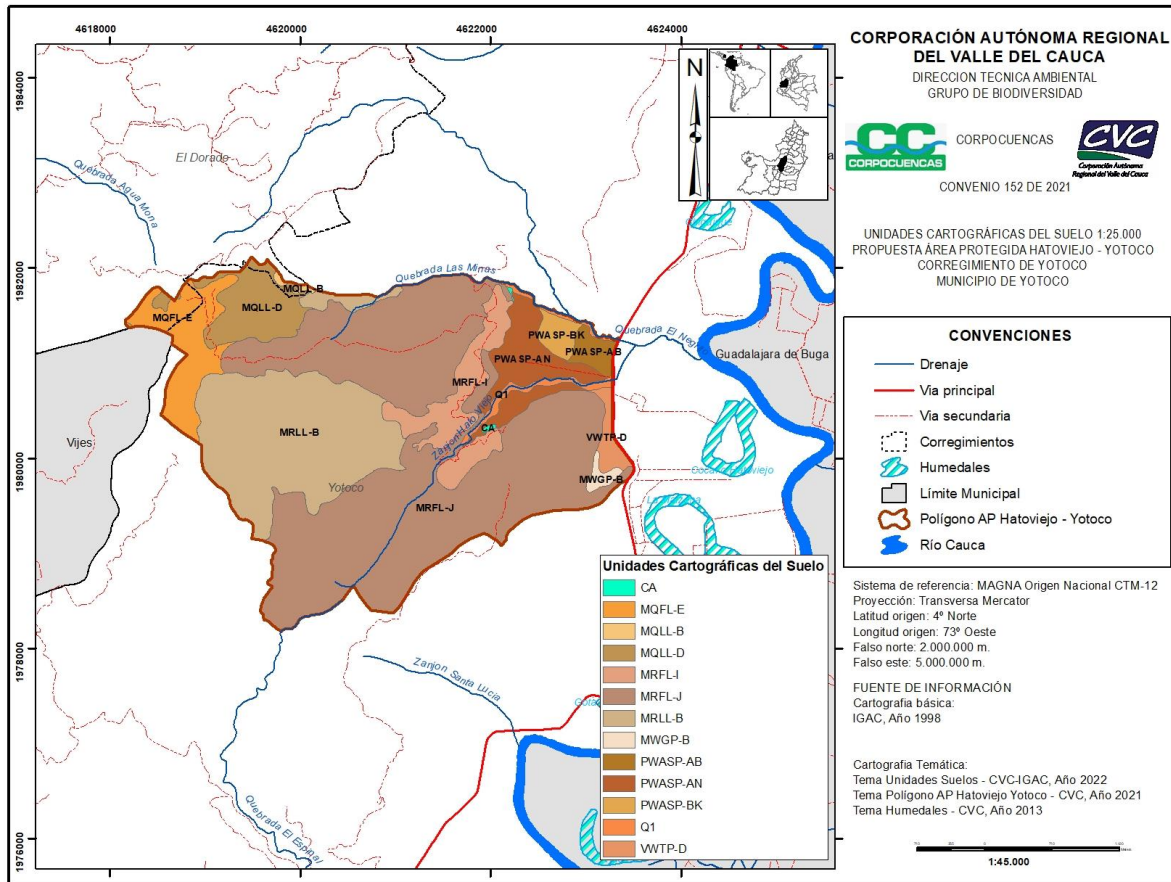 4618000
4620000
4622000
4624000
1984000
1982000
1980000
1978000
1976000
El Dorado
Quebrada Agua Mona
Quebrada Las Minas
MQLL-B
MQLL-D
MQFL-E
PWASP-BK
Quebrada El Negrito
PWASP-AB
PWASP-AN
Guadalajara de Buga
MRFL-I
Q1
Zanjon Hato Viejo
CA
MRLL-B
VWTP-D
Vijes
Yotoco
MWGP-B
MRFL-J
Zanjon Santa Lucia
Quebrada El Espinal
N
Unidades Cartográficas del Suelo
CA
MQFL-E
MQLL-B
MQLL-D
MRFL-I
MRFL-J
MRLL-B
MWGP-B
PWASP-AB
PWASP-AN
PWASP-BK
Q1
VWTP-D
CORPORACIÓN AUTÓNOMA REGIONAL
DEL VALLE DEL CAUCA
DIRECCION TECNICA AMBIENTAL
GRUPO DE BIODIVERSIDAD
CC
CORPOCUENCAS
CORPOCUENCAS
CVC
Corporación Autónoma
Regional del Valle del Cauca
CONVENIO 152 DE 2021
UNIDADES CARTOGRÁFICAS DEL SUELO 1:25.000
PROPUESTA ÁREA PROTEGIDA HATOVIEJO - YOTOCO
CORREGIMIENTO DE YOTOCO
MUNICIPIO DE YOTOCO
CONVENCIONES
Drenaje
Via principal
Via secundaria
Corregimientos
Humedales
Límite Municipal
Polígono AP Hatoviejo - Yotoco
Río Cauca
Sistema de referencia: MAGNA Origen Nacional CTM-12
Proyección: Transversa Mercator
Latitud origen: 4º Norte
Longitud origen: 73º Oeste
Falso norte: 2.000.000 m.
Falso este: 5.000.000 m.
FUENTE DE INFORMACIÓN
Cartografia básica:
IGAC, Año 1998
Cartografia Temática:
Tema Unidades Suelos - CVC-IGAC, Año 2022
Tema Polígono AP Hatoviejo Yotoco - CVC, Año 2021
Tema Humedales - CVC, Año 2013
1:45.000